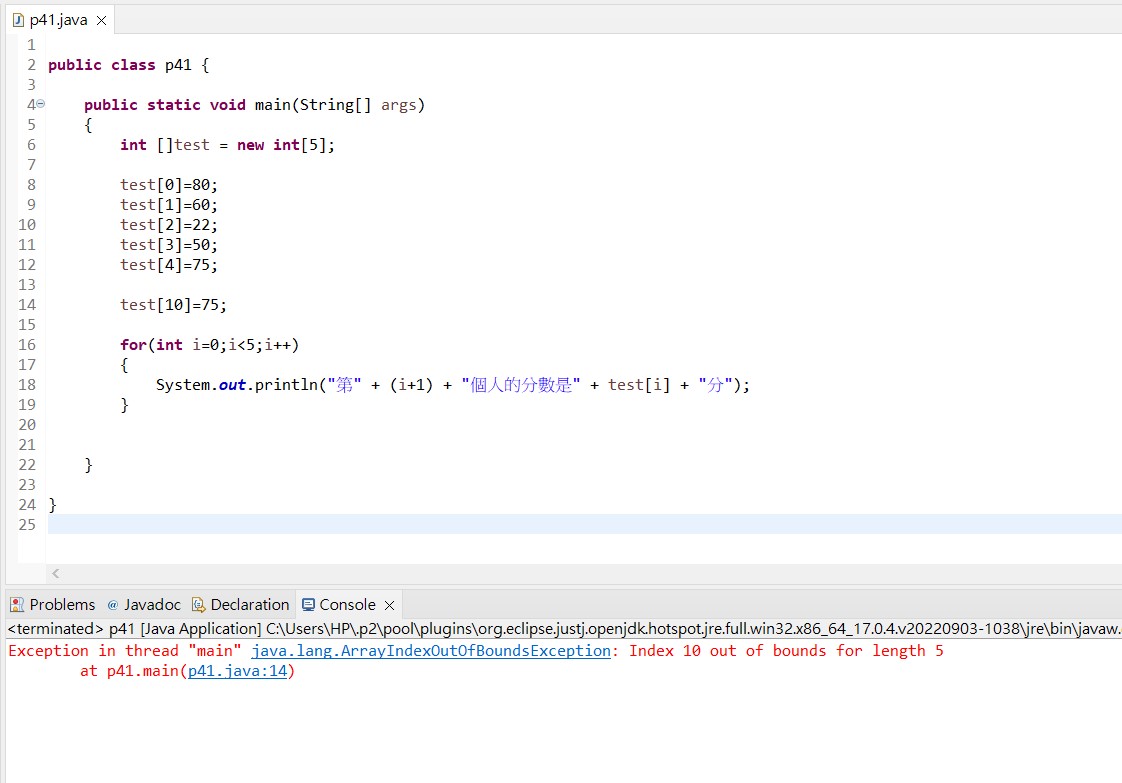 p41.java
1
2 public class p41 {
3
4 public static void main(String[] args)
5 {
6 int []test = new int[5];
7
8 test[0]=80;
9 test[1]=60;
10 test[2]=22;
11 test[3]=50;
12 test[4]=75;
13
14 test[10]=75;
15
16 for(int i=0;i<5;i++)
17 {
18 System.out.println("第" + (i+1) + "個人的分數是" + test[i] + "分");
19 }
20
21
22 }
23
24 }
25
Problems @ Javadoc Declaration Console
<terminated> p41 [Java Application] C:\Users\HP\.p2\pool\plugins\org.eclipse.justj.openjdk.hotspot.jre.full.win32.x86_64_17.0.4.v20220903-1038\jre\bin\javaw.
Exception in thread "main" java.lang.ArrayIndexOutOfBoundsException: Index 10 out of bounds for length 5
at p41.main(p41.java:14)